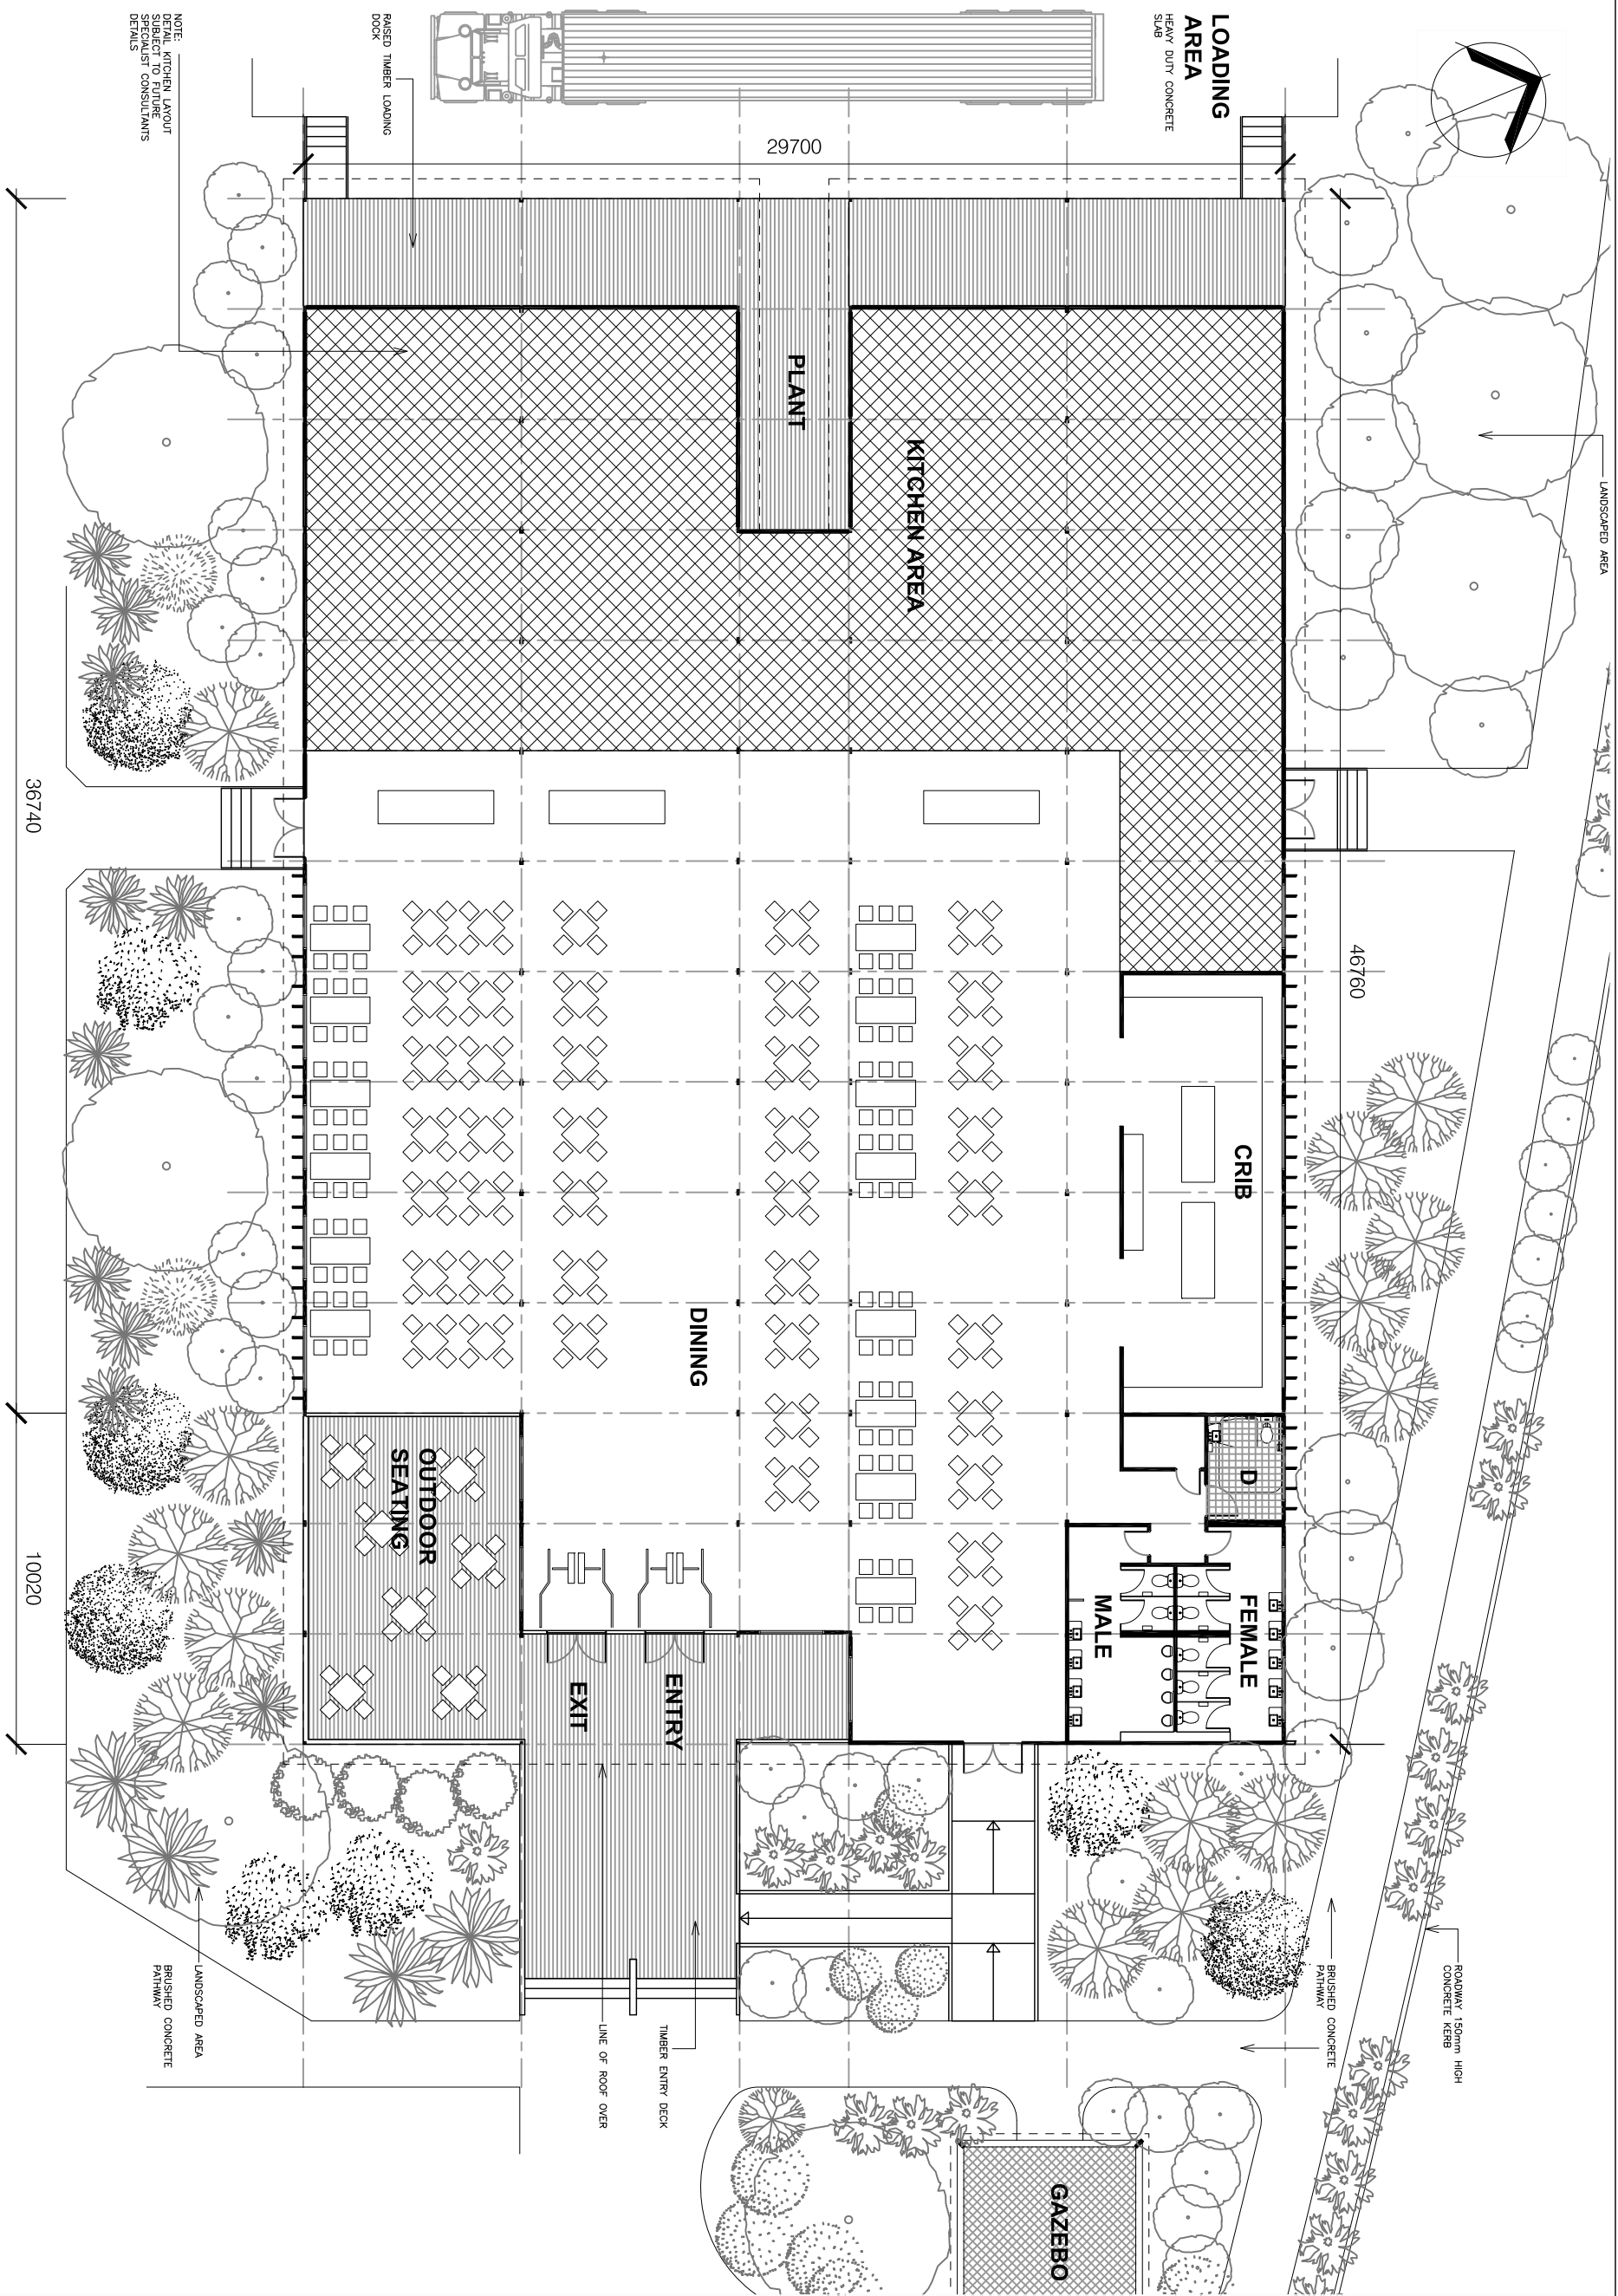 LOADING
AREA
HEAVY DUTY CONCRETE
SLAB
RAISED TIMBER LOADING
DOCK
NOTE:
DETAIL KITCHEN LAYOUT
SUBJECT TO FUTURE
SPECIALIST CONSULTANTS
DETAILS
29700
LANDSCAPED AREA
PLANT
KITCHEN AREA
36740
46760
CRIB
DINING
D
OUTDOOR
SEATING
10020
MALE
FEMALE
EXIT
ENTRY
LANDSCAPED AREA
BRUSHED CONCRETE
PATHWAY
LINE OF ROOF OVER
TIMBER ENTRY DECK
BRUSHED CONCRETE
PATHWAY
ROADWAY 150mm HIGH
CONCRETE KERB
GAZEBO